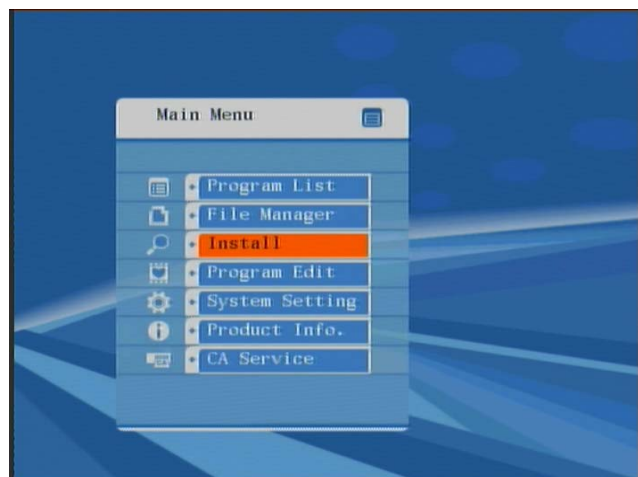 Main Menu
Program List
File Manager
Install
Program Edit
System Setting
Product Info.
CA Service